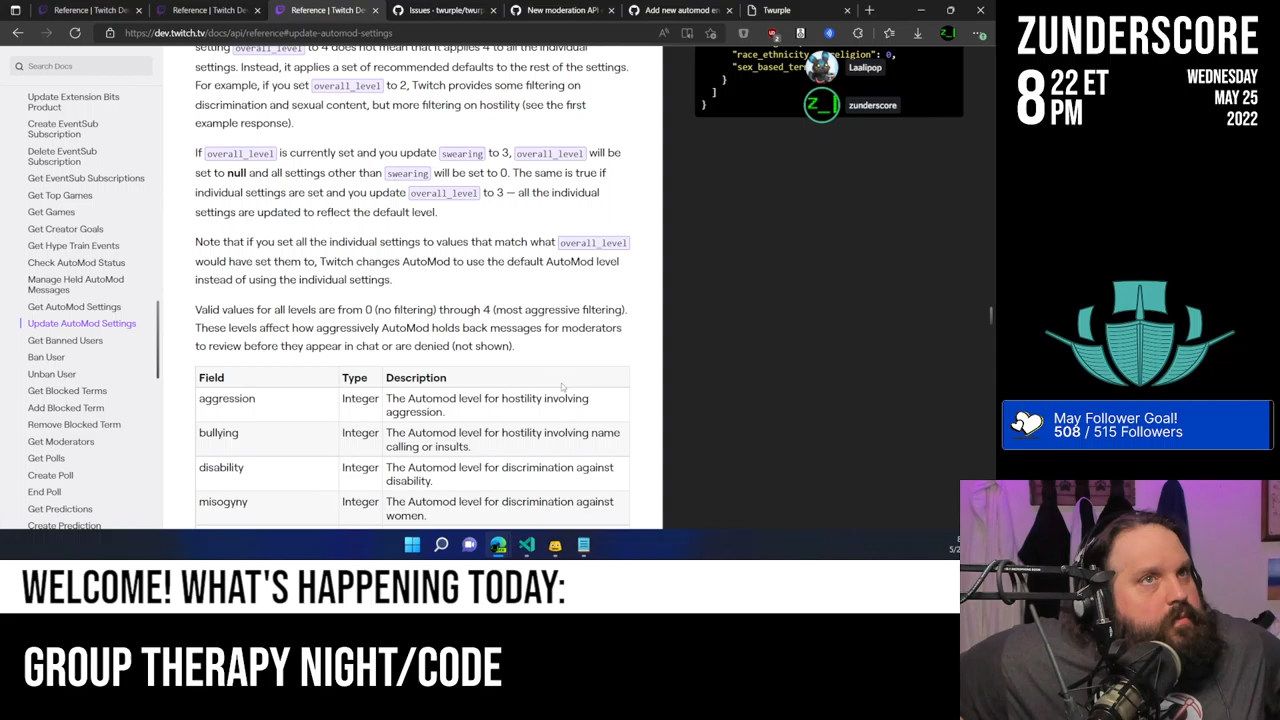 Reference | Twitch De
Reference | Twitch De
Reference | Twitch De
Issues - twurple/twurp
New moderation API
Add new automod en
Twurple
https://dev.twitch.tv/docs/api/reference#update-automod-settings
Search Docs
Update Extension Bits
Product
Create EventSub
Subscription
Delete EventSub
Subscription
Get EventSub Subscriptions
Get Top Games
Get Games
Get Creator Goals
Get Hype Train Events
Check AutoMod Status
Manage Held AutoMod
Messages
Get AutoMod Settings
Update AutoMod Settings
Get Banned Users
Ban User
Unban User
Get Blocked Terms
Add Blocked Term
Remove Blocked Term
Get Moderators
Get Polls
Create Poll
End Poll
Get Predictions
Create Prediction
setting overall_level to 4 does not mean that it applies 4 to all the individual
settings. Instead, it applies a set of recommended defaults to the rest of the settings.
For example, if you set overall_level to 2, Twitch provides some filtering on
discrimination and sexual content, but more filtering on hostility (see the first
example response).
If overall_level is currently set and you update swearing to 3, overall_level will be
set to null and all settings other than swearing will be set to 0. The same is true if
individual settings are set and you update overall_level to 3 — all the individual
settings are updated to reflect the default level.
Note that if you set all the individual settings to values that match what overall_level
would have set them to, Twitch changes AutoMod to use the default AutoMod level
instead of using the individual settings.
Valid values for all levels are from 0 (no filtering) through 4 (most aggressive filtering).
These levels affect how aggressively AutoMod holds back messages for moderators
to review before they appear in chat or are denied (not shown).
Field Type Description
aggression Integer The Automod level for hostility involving
aggression.
bullying Integer The Automod level for hostility involving name
calling or insults.
disability Integer The Automod level for discrimination against
disability.
misogyny Integer The Automod level for discrimination against
women.
"race_ethnicity religion": 0,
"sex_based_ter
}
]
}
Laalipop
zunderscore
ZUNDERSCORE
8 22 ET
PM
WEDNESDAY
MAY 25
2022
May Follower Goal!
508 / 515 Followers
WELCOME! WHAT'S HAPPENING TODAY:
GROUP THERAPY NIGHT/CODE